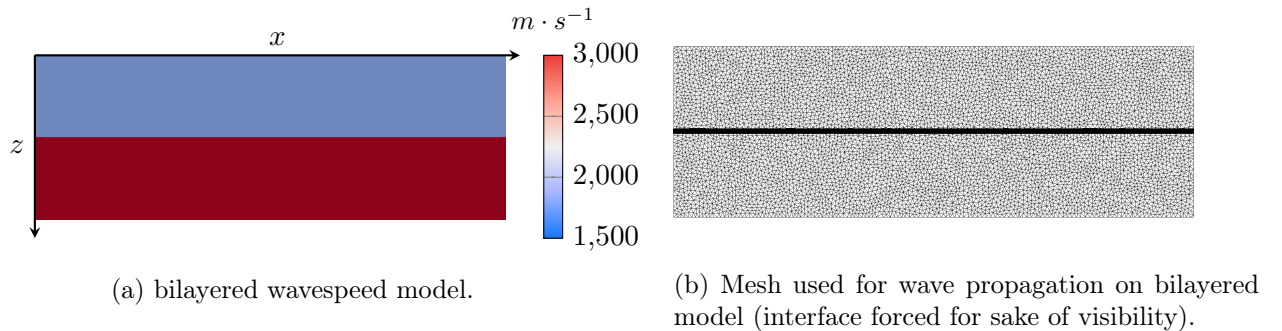 m · s⁻¹
x
3,000
2,500
z
2,000
1,500
(a) bilayered wavespeed model.
(b) Mesh used for wave propagation on bilayered
model (interface forced for sake of visibility).